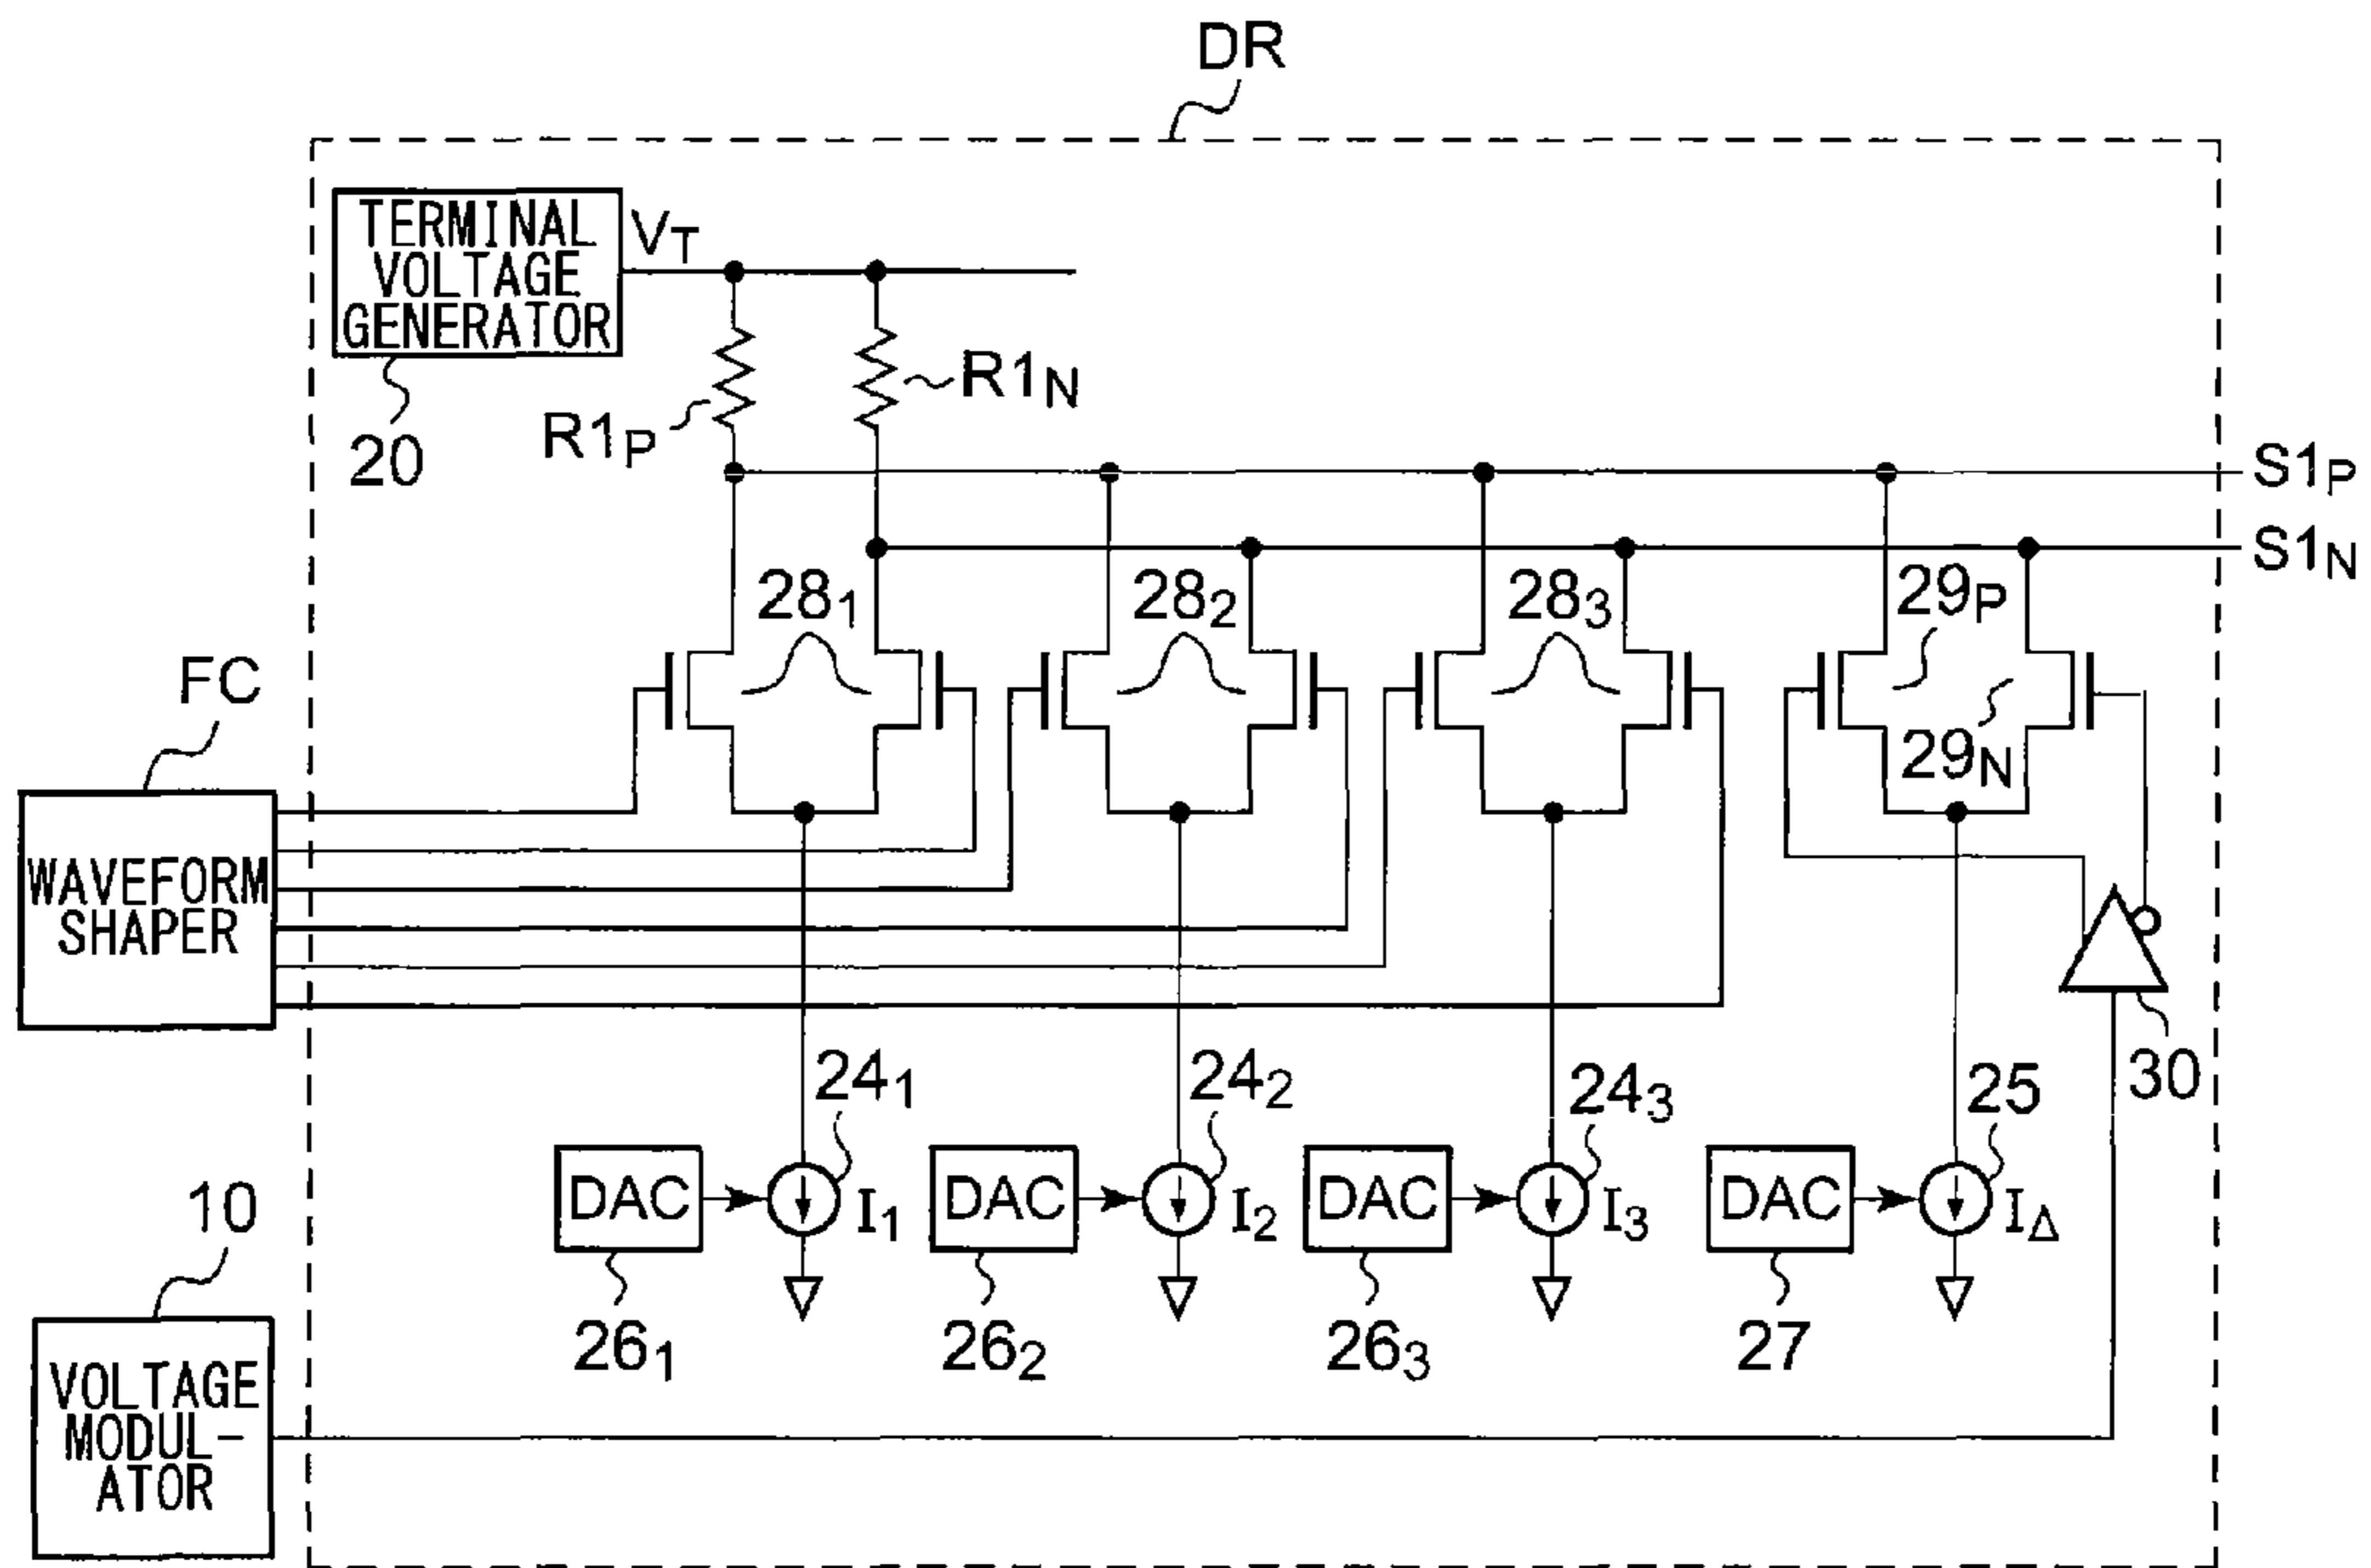 DR
TERMINAL
VOLTAGE
GENERATOR
VT
R1N
R1P
20
S1P
S1N
281
282
283
29P
29N
FC
WAVEFORM
SHAPER
30
241
242
243
25
DAC
I1
DAC
I2
DAC
I3
DAC
IΔ
10
261
262
263
27
VOLTAGE
MODUL-
ATOR